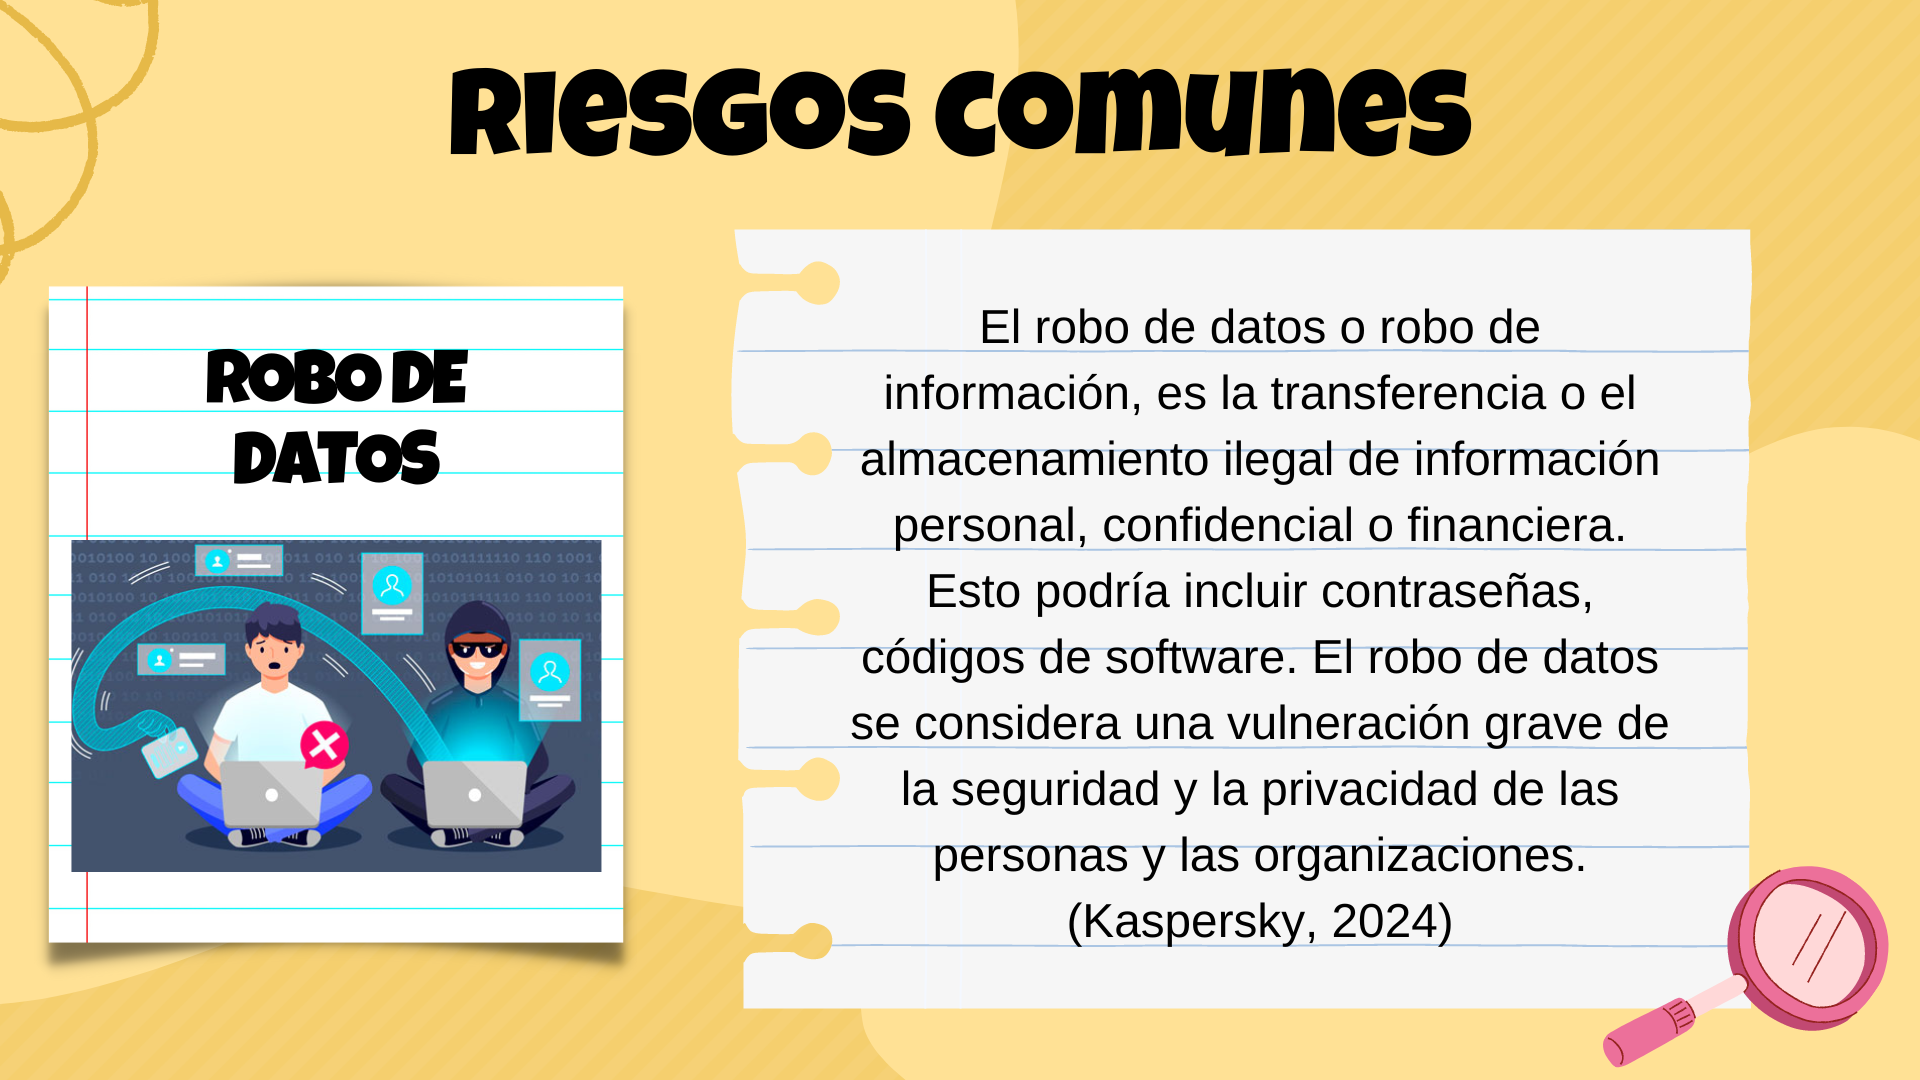 Riesgos comunes
ROBO DE
DATOS
El robo de datos o robo de
información, es la transferencia o el
almacenamiento ilegal de información
personal, confidencial o financiera.
Esto podría incluir contraseñas,
códigos de software. El robo de datos
se considera una vulneración grave de
la seguridad y la privacidad de las
personas y las organizaciones.
(Kaspersky, 2024)